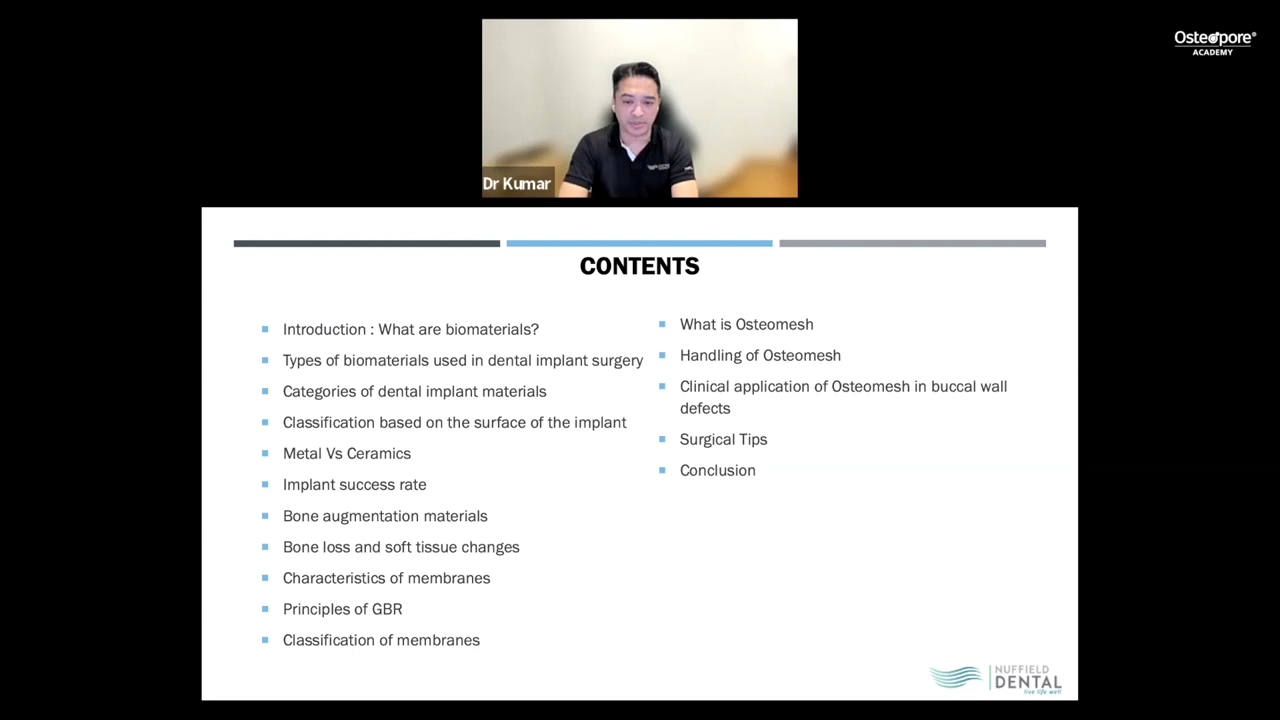 Osteopore®
ACADEMY
Dr Kumar
CONTENTS
Introduction : What are biomaterials?
Types of biomaterials used in dental implant surgery
Categories of dental implant materials
Classification based on the surface of the implant
Metal Vs Ceramics
Implant success rate
Bone augmentation materials
Bone loss and soft tissue changes
Characteristics of membranes
Principles of GBR
Classification of membranes
What is Osteomesh
Handling of Osteomesh
Clinical application of Osteomesh in buccal wall
defects
Surgical Tips
Conclusion
NUFFIELD
DENTAL
live life well